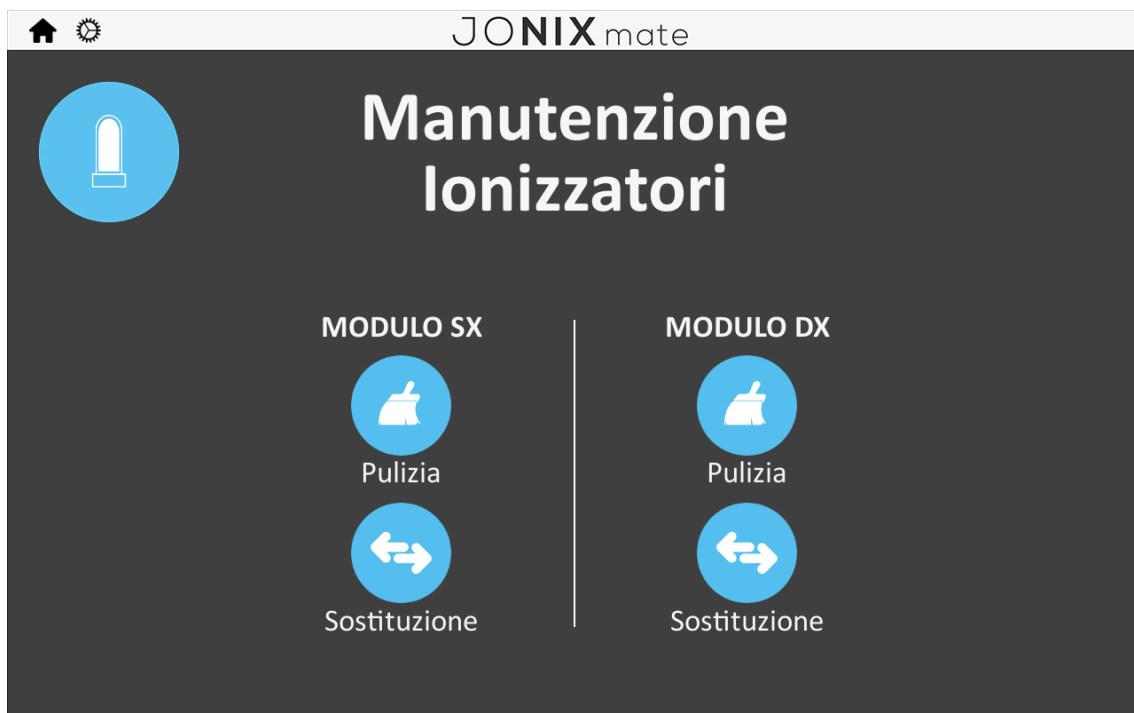 JONIX mate
Manutenzione
Ionizzatori
MODULO SX
MODULO DX
Pulizia
Pulizia
Sostituzione
Sostituzione